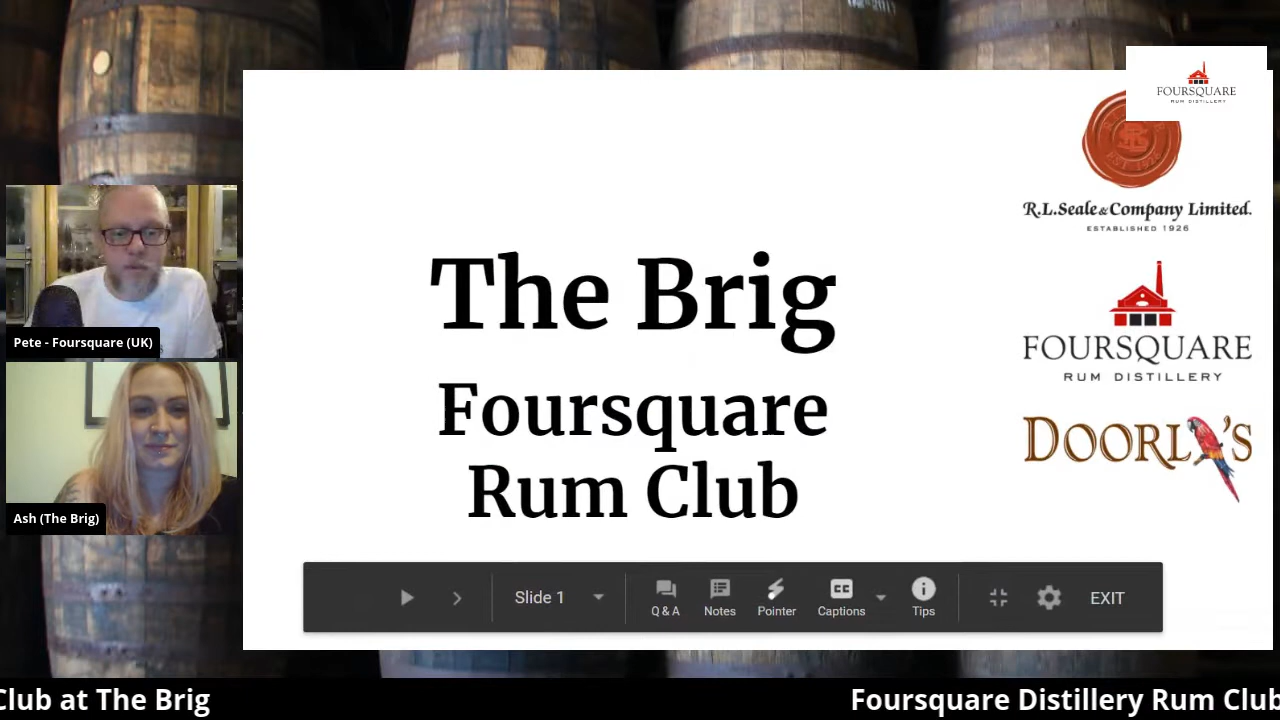 FOURSQUARE
RUM DISTILLERY
EST 1926
R.L.Seale & Company Limited.
ESTABLISHED 1926
The Brig
Foursquare
Rum Club
FOURSQUARE
RUM DISTILLERY
DOORLY'S
Pete - Foursquare (UK)
Ash (The Brig)
Slide 1
Q & A
Notes
Pointer
Captions
Tips
EXIT
Club at The Brig
Foursquare Distillery Rum Club